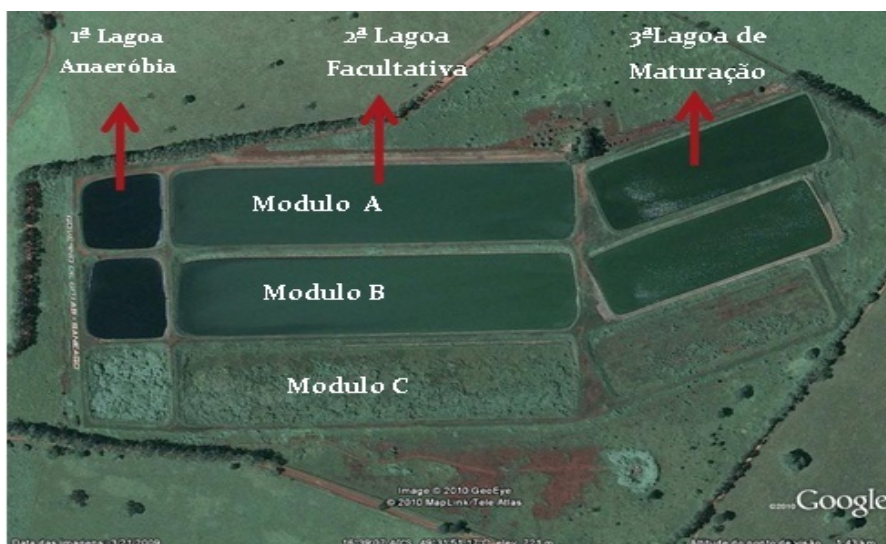 1ª Lagoa
Anaeróbia
2ª Lagoa
Facultativa
3ªLagoa de
Maturação
Modulo A
Modulo B
Modulo C
Image © 2010 GeoEye
© 2010 MapLink/Tele Atlas
©2010 Google